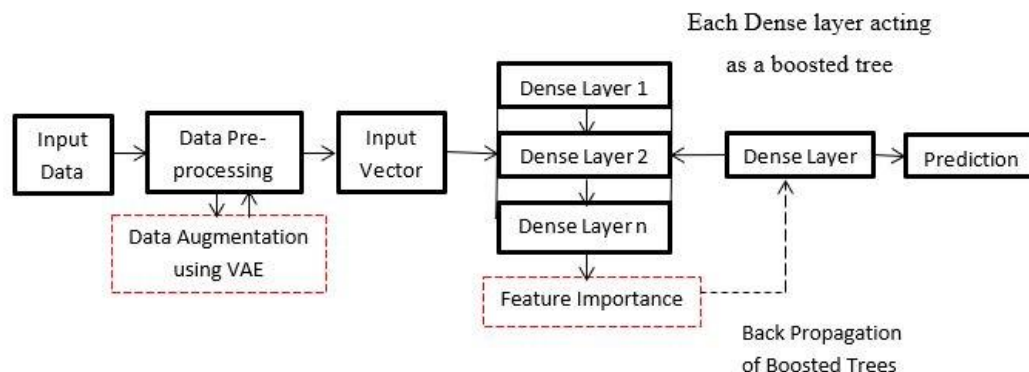 Each Dense layer acting
as a boosted tree
Dense Layer 1
Input
Data
Data Pre-
processing
Input
Vector
Dense Layer 2
Dense Layer
Prediction
Dense Layer n
Data Augmentation
using VAE
Feature Importance
Back Propagation
of Boosted Trees